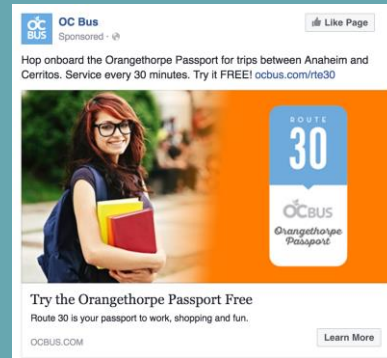 OC
BUS
OC Bus
Sponsored ·
Like Page
Hop onboard the Orangethorpe Passport for trips between Anaheim and
Cerritos. Service every 30 minutes. Try it FREE! ocbus.com/rte30
ROUTE
30
OCBUS
Orangethorpe
Passport
Try the Orangethorpe Passport Free
Route 30 is your passport to work, shopping and fun.
OCBUS.COM
Learn More